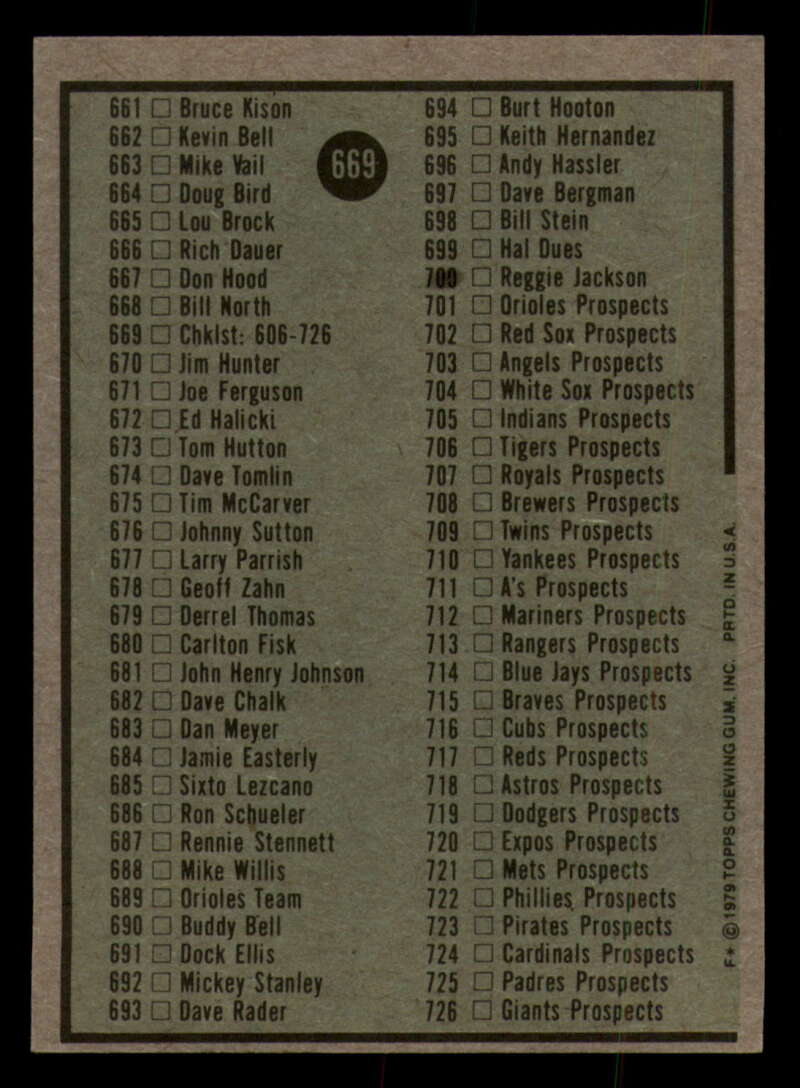 661 ☐ Bruce Kison
662 ☐ Kevin Bell
663 ☐ Mike Vail
664 ☐ Doug Bird
665 ☐ Lou Brock
666 ☐ Rich Dauer
667 ☐ Don Hood
668 ☐ Bill North
669 ☐ Chklst: 606-726
670 ☐ Jim Hunter
671 ☐ Joe Ferguson
672 ☐ Ed Halicki
673 ☐ Tom Hutton
674 ☐ Dave Tomlin
675 ☐ Tim McCarver
676 ☐ Johnny Sutton
677 ☐ Larry Parrish
678 ☐ Geoff Zahn
679 ☐ Derrel Thomas
680 ☐ Carlton Fisk
681 ☐ John Henry Johnson
682 ☐ Dave Chalk
683 ☐ Dan Meyer
684 ☐ Jamie Easterly
685 ☐ Sixto Lezcano
686 ☐ Ron Schueler
687 ☐ Rennie Stennett
688 ☐ Mike Willis
689 ☐ Orioles Team
690 ☐ Buddy Bell
691 ☐ Dock Ellis
692 ☐ Mickey Stanley
693 ☐ Dave Rader
669
694 ☐ Burt Hooton
695 ☐ Keith Hernandez
696 ☐ Andy Hassler
697 ☐ Dave Bergman
698 ☐ Bill Stein
699 ☐ Hal Dues
700 ☐ Reggie Jackson
701 ☐ Orioles Prospects
702 ☐ Red Sox Prospects
703 ☐ Angels Prospects
704 ☐ White Sox Prospects
705 ☐ Indians Prospects
706 ☐ Tigers Prospects
707 ☐ Royals Prospects
708 ☐ Brewers Prospects
709 ☐ Twins Prospects
710 ☐ Yankees Prospects
711 ☐ A's Prospects
712 ☐ Mariners Prospects
713 ☐ Rangers Prospects
714 ☐ Blue Jays Prospects
715 ☐ Braves Prospects
716 ☐ Cubs Prospects
717 ☐ Reds Prospects
718 ☐ Astros Prospects
719 ☐ Dodgers Prospects
720 ☐ Expos Prospects
721 ☐ Mets Prospects
722 ☐ Phillies Prospects
723 ☐ Pirates Prospects
724 ☐ Cardinals Prospects
725 ☐ Padres Prospects
726 ☐ Giants Prospects
F* © 1979 TOPPS CHEWING GUM, INC. PRTD. IN U.S.A.